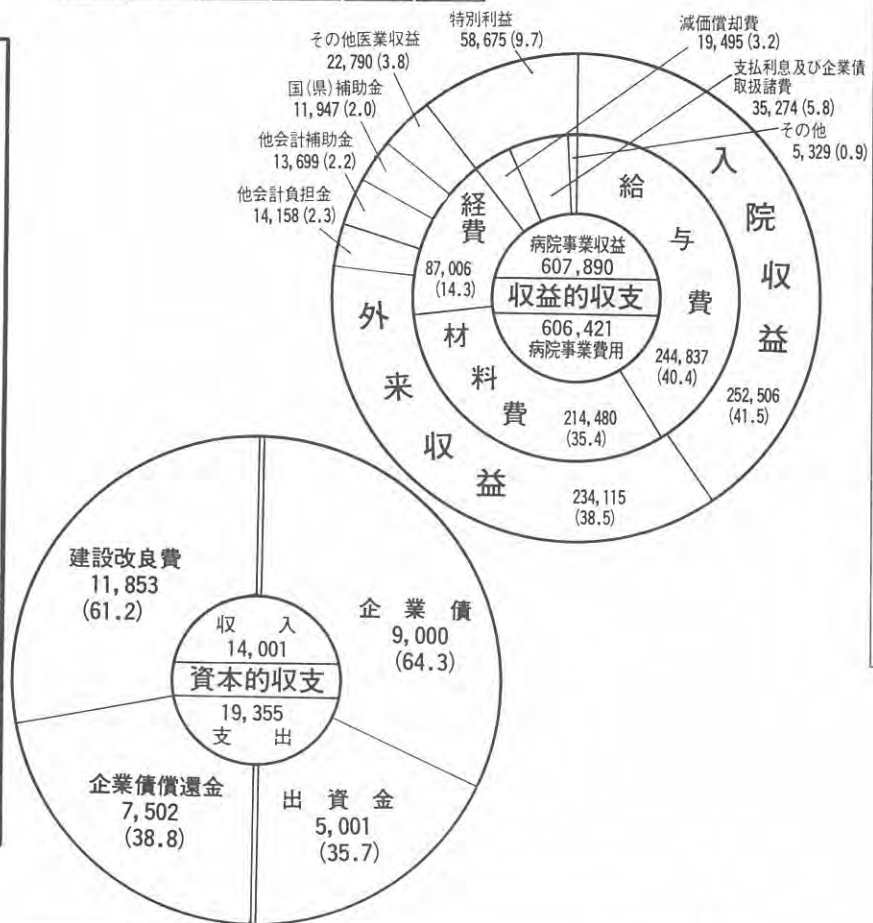 特別利益
58,675(9.7)
その他医業収益
22,790(3.8)
国(県)補助金
11,947(2.0)
他会計補助金
13,699(2.2)
他会計負担金
14,158(2.3)
減価償却費
19,495(3.2)
支払利息及び企業債
取扱諸費
35,274(5.8)
その他
5,329(0.9)
入院収益
252,506
(41.5)
給与費
244,837
(40.4)
経費
87,006
(14.3)
病院事業収益
607,890
収益的収支
606,421
病院事業費用
材料費
214,480
(35.4)
外来収益
234,115
(38.5)
建設改良費
11,853
(61.2)
企業債
9,000
(64.3)
収入
14,001
資本的収支
19,355
支出
企業債償還金
7,502
(38.8)
出資金
5,001
(35.7)